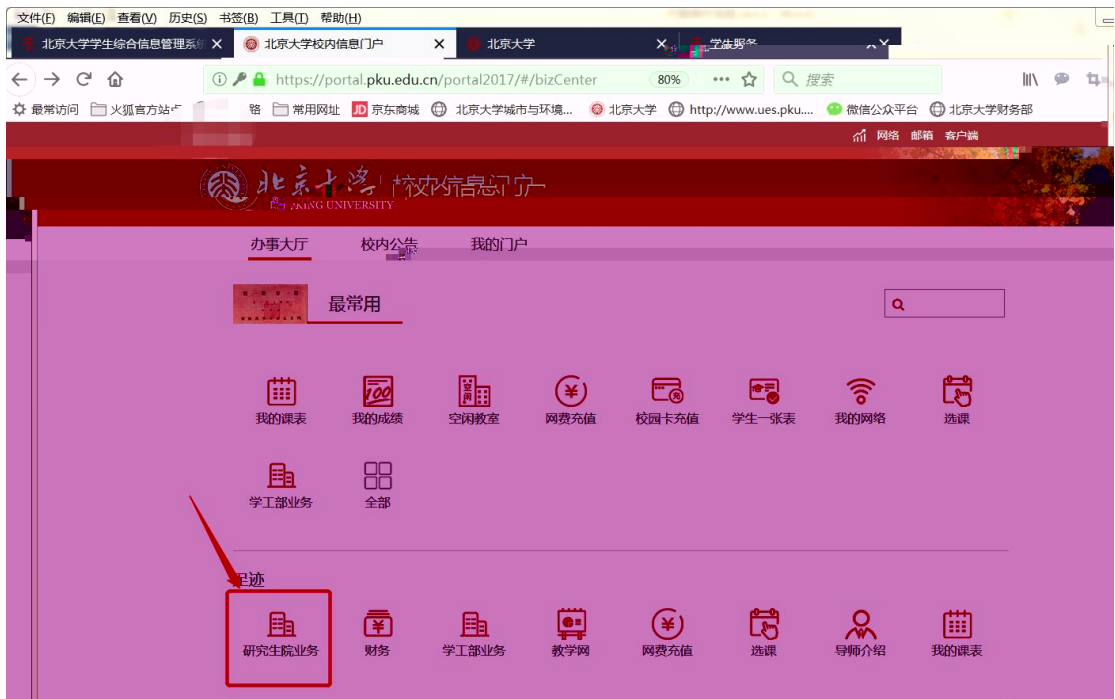 文件(F) 编辑(E) 查看(V) 历史(S) 书签(B) 工具(T) 帮助(H)
北京大学学生综合信息管理系统 × 北京大学校内信息门户 × 北京大学 ×
https://portal.pku.edu.cn/portal2017/#/bizCenter 80% 搜索
最常访问 火狐官方站点 常用网址 JD 京东商城 北京大学城市与环境... 北京大学 http://www.ues.pku.... 微信公众平台 北京大学财务部
网络 邮箱 客户端
北京大学 校内信息门户
UNIVERSITY
办事大厅 校内公告 我的门户
最常用
我的课表 我的成绩 空闲教室 网费充值 校园卡充值 学生一张表 我的网络 选课
学工部业务 全部
足迹
研究生院业务 财务 学工部业务 教学网 网费充值 选课 导师介绍 我的课表